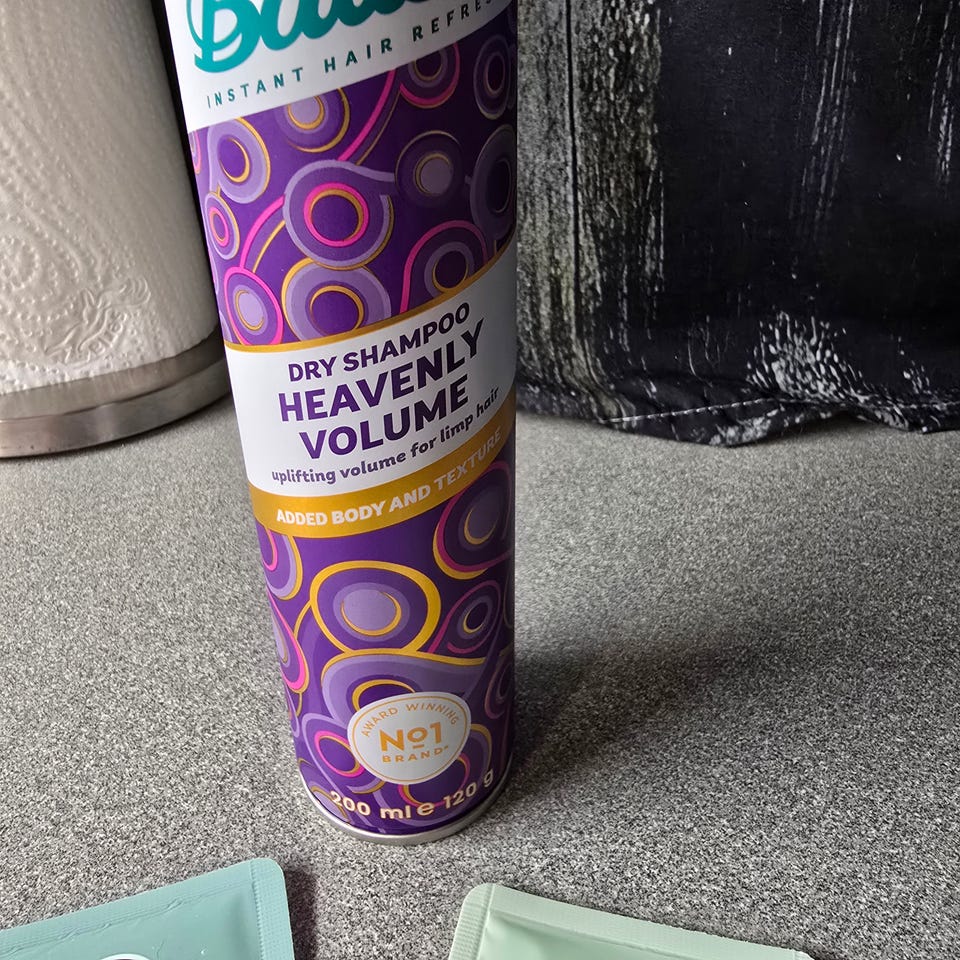 INSTANT HAIR
DRY SHAMPOO
HEAVENLY
VOLUME
uplifting volume for limp hair
ADDED BODY AND TEXTURE
AWARD WINNING
No1
BRAND
200 ml e 120 g